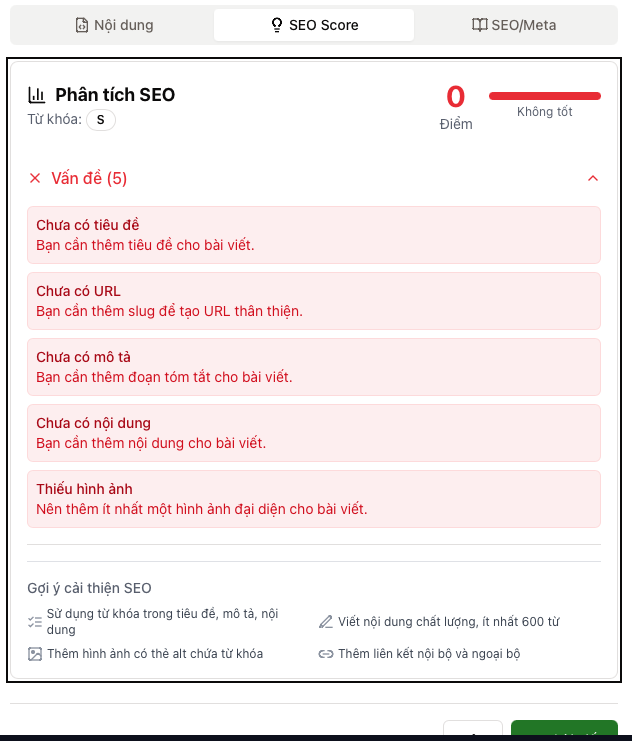 Nội dung
SEO Score
SEO/Meta
Phân tích SEO
Từ khóa: S
0
Điểm
Không tốt
Vấn đề (5)
Chưa có tiêu đề
Bạn cần thêm tiêu đề cho bài viết.
Chưa có URL
Bạn cần thêm slug để tạo URL thân thiện.
Chưa có mô tả
Bạn cần thêm đoạn tóm tắt cho bài viết.
Chưa có nội dung
Bạn cần thêm nội dung cho bài viết.
Thiếu hình ảnh
Nên thêm ít nhất một hình ảnh đại diện cho bài viết.
Gợi ý cải thiện SEO
Sử dụng từ khóa trong tiêu đề, mô tả, nội
dung
Viết nội dung chất lượng, ít nhất 600 từ
Thêm hình ảnh có thẻ alt chứa từ khóa
Thêm liên kết nội bộ và ngoại bộ